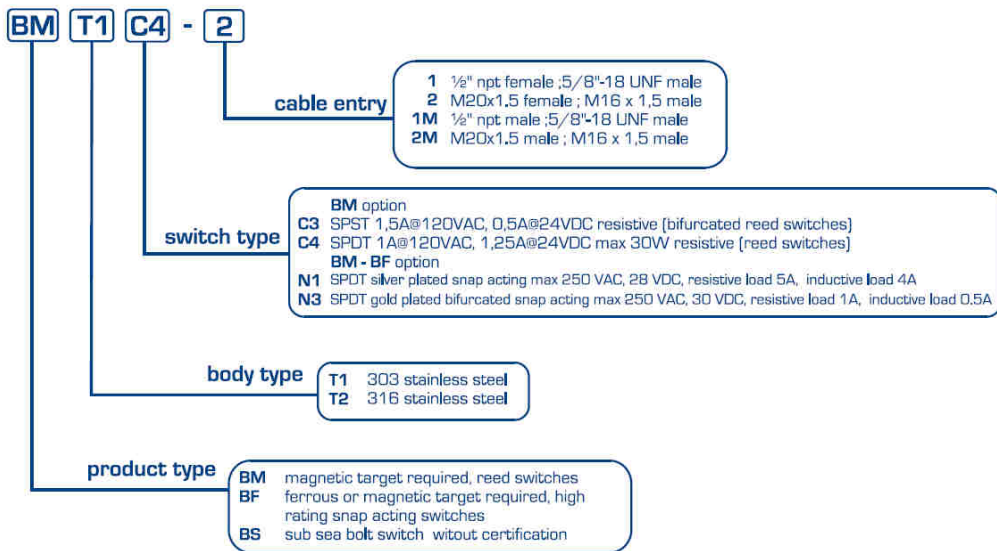 BM T1 C4 - 2
cable entry
1 ½" npt female ;5/8"-18 UNF male
2 M20x1.5 female ; M16 x 1,5 male
1M ½" npt male ;5/8"-18 UNF male
2M M20x1.5 male ; M16 x 1,5 male
switch type
BM option
C3 SPST 1,5A@120VAC, 0,5A@24VDC resistive (bifurcated reed switches)
C4 SPDT 1A@120VAC, 1,25A@24VDC max 30W resistive (reed switches)
BM - BF option
N1 SPDT silver plated snap acting max 250 VAC, 28 VDC, resistive load 5A, inductive load 4A
N3 SPDT gold plated bifurcated snap acting max 250 VAC, 30 VDC, resistive load 1A, inductive load 0.5A
body type
T1 303 stainless steel
T2 316 stainless steel
product type
BM magnetic target required, reed switches
BF ferrous or magnetic target required, high
rating snap acting switches
BS sub sea bolt switch witout certification